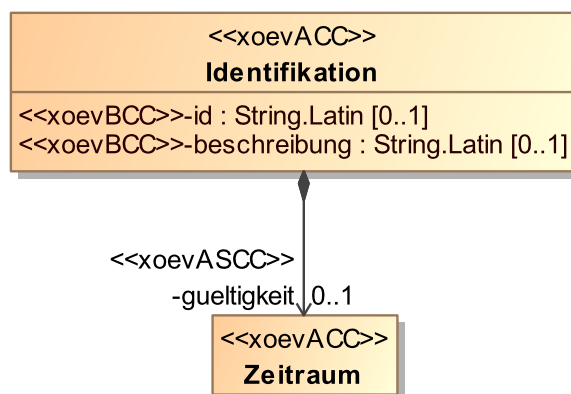 <<xoevACC>>
Identifikation
<<xoevBCC>>-id : String.Latin [0..1]
<<xoevBCC>>-beschreibung : String.Latin [0..1]
<<xoevASCC>>
-gueltigkeit 0..1
<<xoevACC>>
Zeitraum